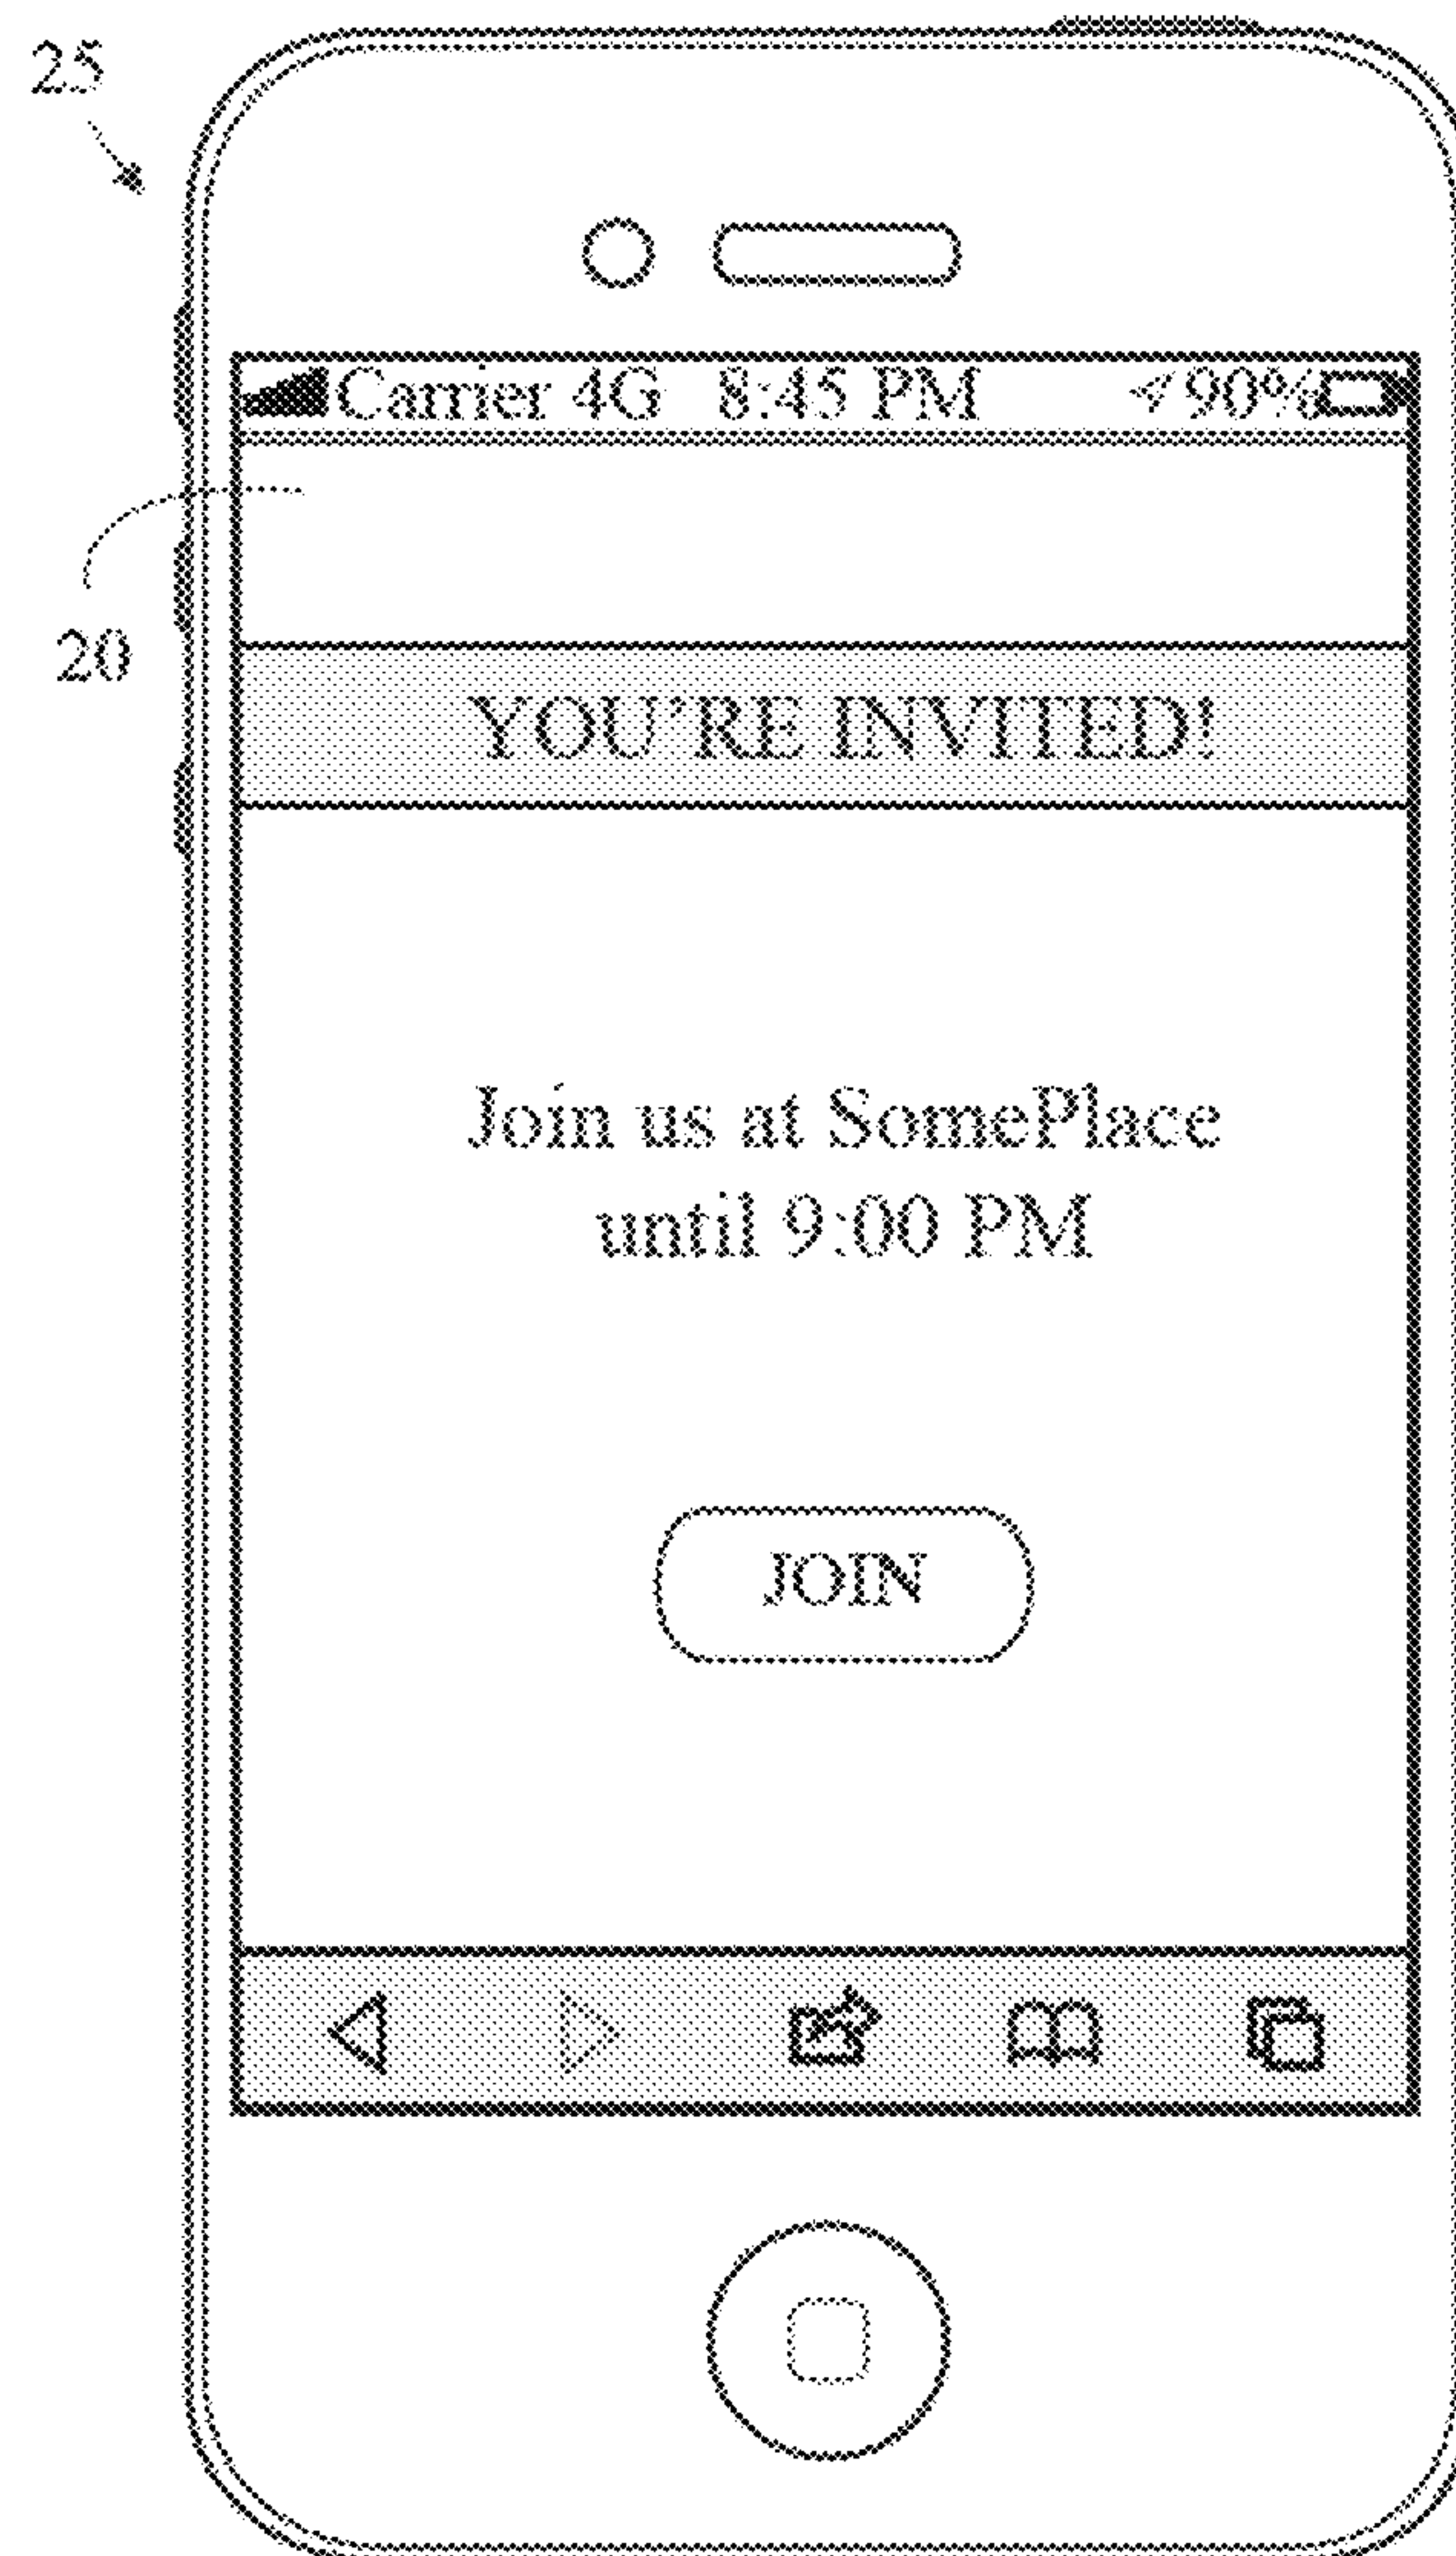 25
Carrier 4G 8:45 PM 90%
20
YOU'RE INVITED!
Join us at SomePlace
until 9:00 PM
JOIN